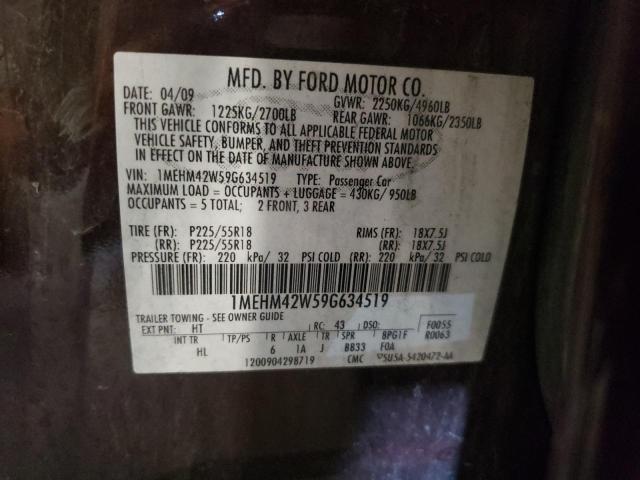 MFD. BY FORD MOTOR CO.
DATE: 04/09 GVWR: 2250KG/4960LB
FRONT GAWR: 1225KG/2700LB REAR GAWR: 1066KG/2350LB
THIS VEHICLE CONFORMS TO ALL APPLICABLE FEDERAL MOTOR
VEHICLE SAFETY, BUMPER, AND THEFT PREVENTION STANDARDS
IN EFFECT ON THE DATE OF MANUFACTURE SHOWN ABOVE.
VIN: 1MEHM42W59G634519 TYPE: Passenger Car
MAXIMUM LOAD = OCCUPANTS + LUGGAGE = 430KG/ 950LB
OCCUPANTS = 5 TOTAL; 2 FRONT, 3 REAR
TIRE (FR): P225/55R18 RIMS (FR): 18X7.5J
(RR): P225/55R18 (RR): 18X7.5J
PRESSURE (FR): 220 kPa/ 32 PSI COLD (RR): 220 kPa/ 32 PSI COLD
1MEHM42W59G634519
TRAILER TOWING - SEE OWNER GUIDE
EXT PNT: HT RC: 43 DSO: F0055
INT TR TP/PS R AXLE TR SPR 8PG1F R0063
HL 6 1A J BB33 F0A
1200904298719 CMC 5U5A-5420472-AA